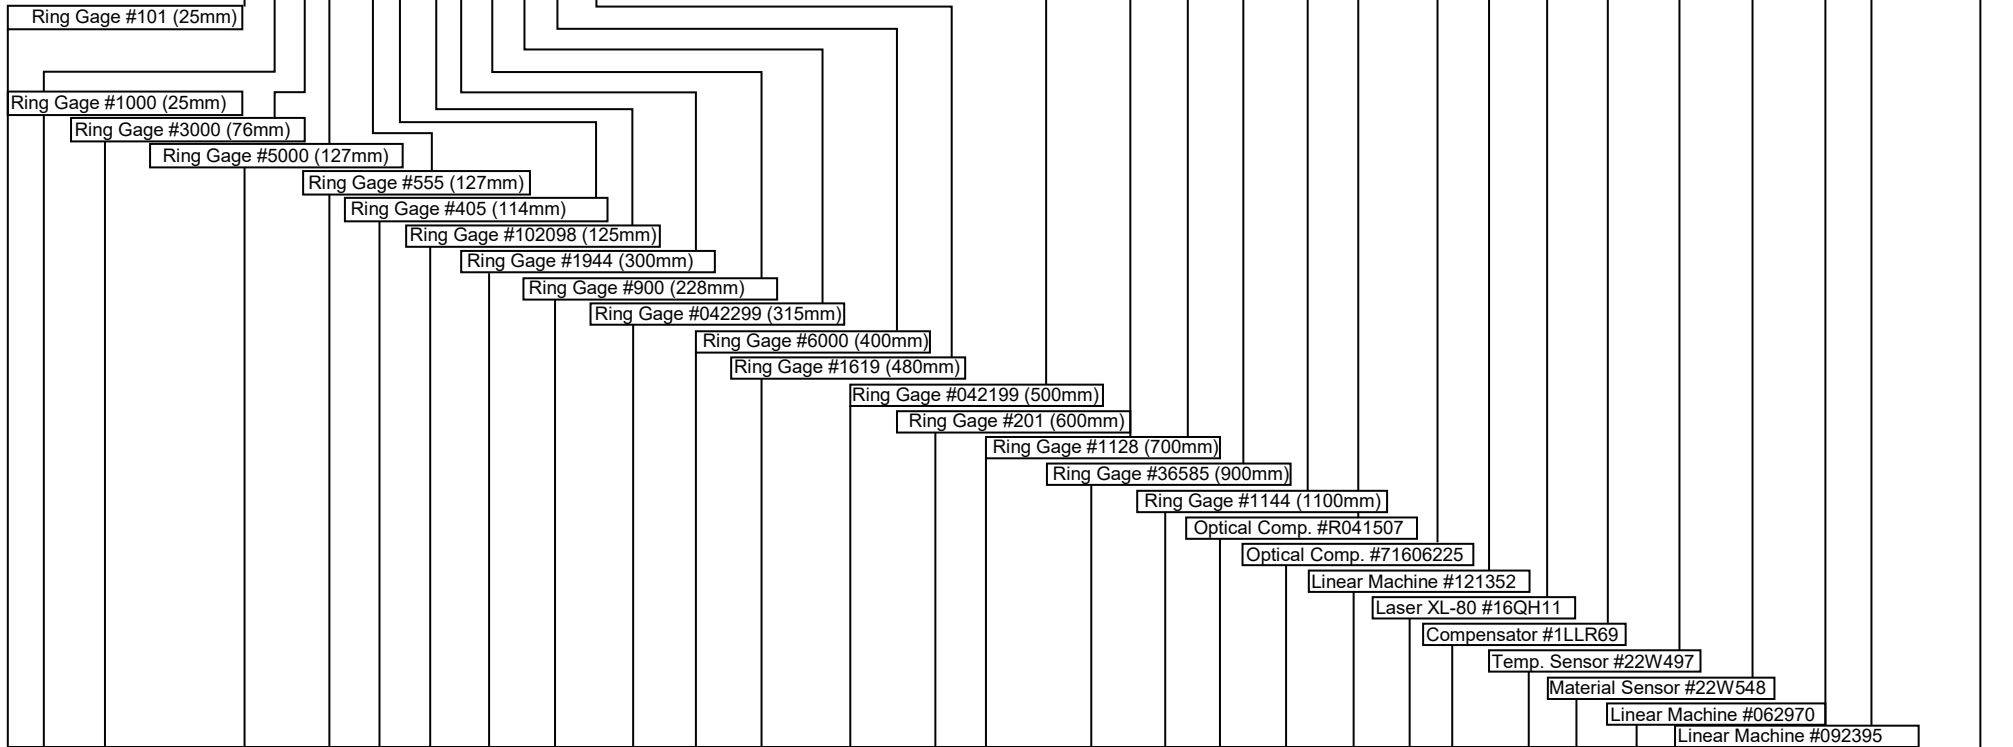 Ring Gage #101 (25mm)
Ring Gage #1000 (25mm)
Ring Gage #3000 (76mm)
Ring Gage #5000 (127mm)
Ring Gage #555 (127mm)
Ring Gage #405 (114mm)
Ring Gage #102098 (125mm)
Ring Gage #1944 (300mm)
Ring Gage #900 (228mm)
Ring Gage #042299 (315mm)
Ring Gage #6000 (400mm)
Ring Gage #1619 (480mm)
Ring Gage #042199 (500mm)
Ring Gage #201 (600mm)
Ring Gage #1128 (700mm)
Ring Gage #36585 (900mm)
Ring Gage #1144 (1100mm)
Optical Comp. #R041507
Optical Comp. #71606225
Linear Machine #121352
Laser XL-80 #16QH11
Compensator #1LLR69
Temp. Sensor #22W497
Material Sensor #22W548
Linear Machine #062970
Linear Machine #092395